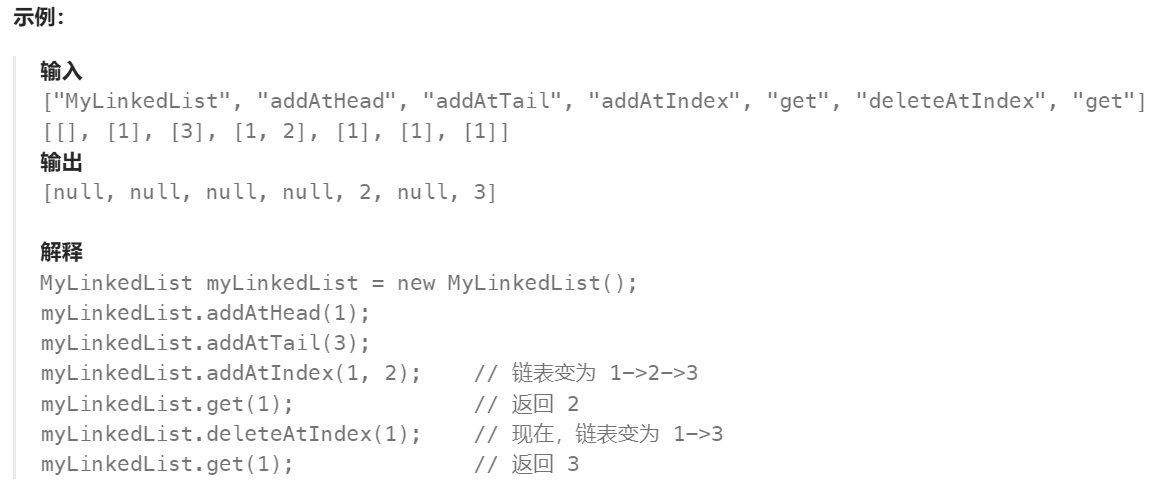 示例：
输入
["MyLinkedList", "addAtHead", "addAtTail", "addAtIndex", "get", "deleteAtIndex", "get"]
[[], [1], [3], [1, 2], [1], [1], [1]]
输出
[null, null, null, null, 2, null, 3]
解释
MyLinkedList myLinkedList = new MyLinkedList();
myLinkedList.addAtHead(1);
myLinkedList.addAtTail(3);
myLinkedList.addAtIndex(1, 2);    // 链表变为 1->2->3
myLinkedList.get(1);              // 返回 2
myLinkedList.deleteAtIndex(1);    // 现在，链表变为 1->3
myLinkedList.get(1);              // 返回 3